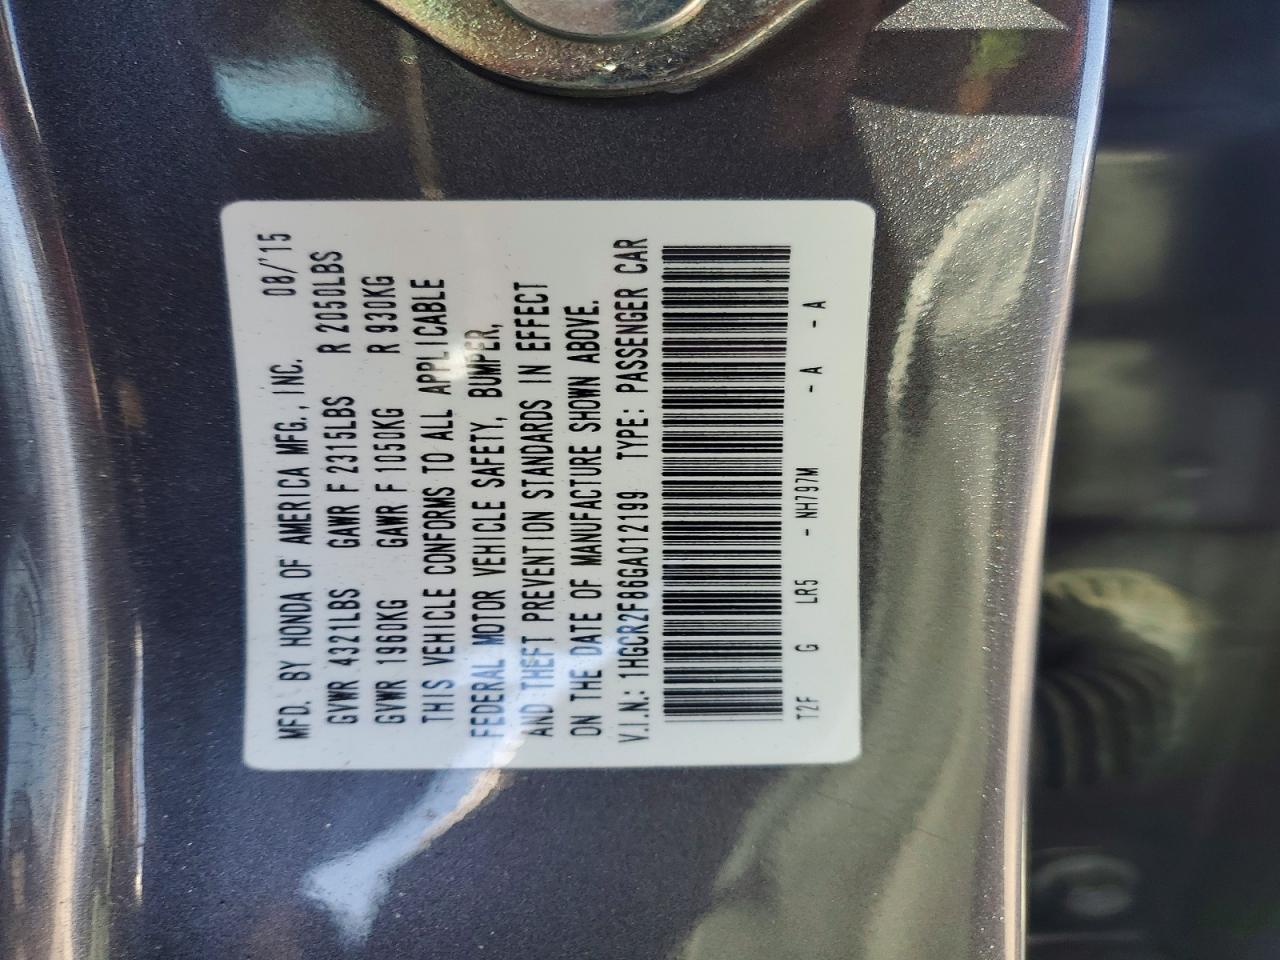 MFD. BY HONDA OF AMERICA MFG., INC. 08/'15
GVWR 4321LBS GAWR F 2315LBS R 2050LBS
GVWR 1960KG GAWR F 1050KG R 930KG
THIS VEHICLE CONFORMS TO ALL APPLICABLE
FEDERAL MOTOR VEHICLE SAFETY, BUMPER,
AND THEFT PREVENTION STANDARDS IN EFFECT
ON THE DATE OF MANUFACTURE SHOWN ABOVE.
V.I.N.: 1HGCR2F86GA012199 TYPE: PASSENGER CAR
T2F G LR5 - NH797M - A - A